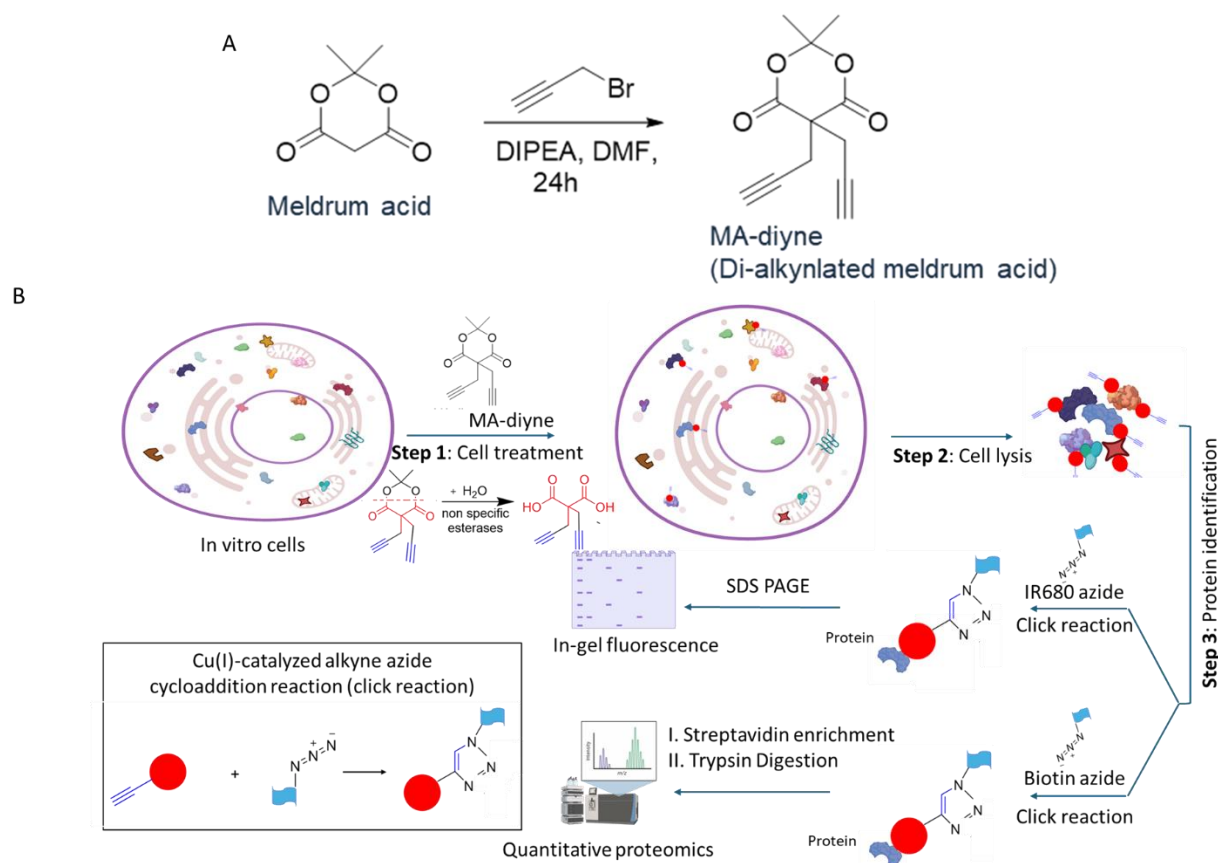 A
O
O
O
O
Meldrum acid
Br
DIPEA, DMF,
24h
O
O
O
O
MA-diyne
(Di-alkynlated meldrum acid)
B
In vitro cells
O
O
O
O
MA-diyne
Step 1: Cell treatment
O
O
O
O
+ H2O
non specific
esterases
O
O
HO
OH
Step 2: Cell lysis
Step 3: Protein identification
N
N
N
+
IR680 azide
Click reaction
N
N
N
Protein
SDS PAGE
In-gel fluorescence
N
N
N
+
Biotin azide
Click reaction
N
N
N
Protein
I. Streptavidin enrichment
II. Trypsin Digestion
Intensity
m/z
Quantitative proteomics
Cu(I)-catalyzed alkyne azide
cycloaddition reaction (click reaction)
+
N
+
N
−
N
N
N
N